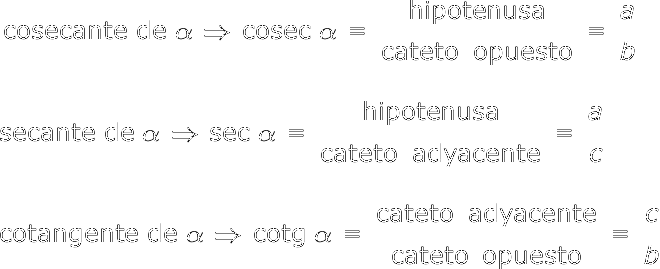 cosecante de α ⇒ cosec α = hipotenusa / cateto opuesto = a / b
secante de α ⇒ sec α = hipotenusa / cateto adyacente = a / c
cotangente de α ⇒ cotg α = cateto adyacente / cateto opuesto = c / b